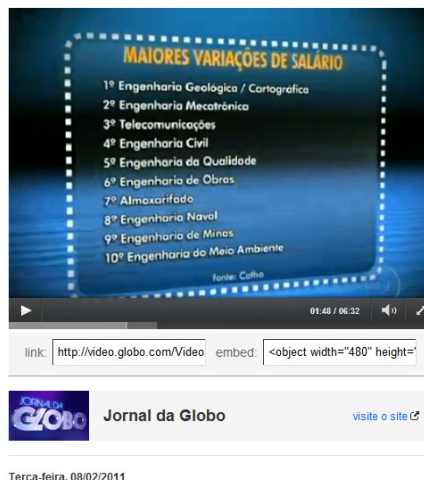 MAIORES VARIAÇÕES DE SALÁRIO
1º Engenharia Geológica / Cartográfica
2º Engenharia Mecatrônica
3º Telecomunicações
4º Engenharia Civil
5º Engenharia da Qualidade
6º Engenharia de Obras
7º Almoxarifado
8º Engenharia Naval
9º Engenharia de Minas
10º Engenharia do Meio Ambiente
fonte: Catho
01:48 / 06:32
link: http://video.globo.com/Video embed: <object width="480" height='
JORNAL DA
GLOBO
Jornal da Globo
visite o site
Terça-feira, 08/02/2011